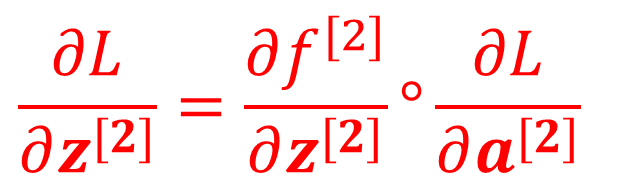 ∂L/∂𝒛^[2] = ∂f^[2]/∂𝒛^[2] ∘ ∂L/∂𝒂^[2]